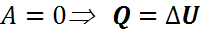 A = 0 ⇒ Q = ΔU